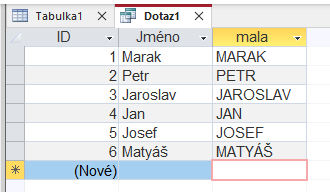 Tabulka1 Dotaz1
ID Jméno mala
1 Marak MARAK
2 Petr PETR
3 Jaroslav JAROSLAV
4 Jan JAN
5 Josef JOSEF
6 Matyáš MATYÁŠ
(Nové)